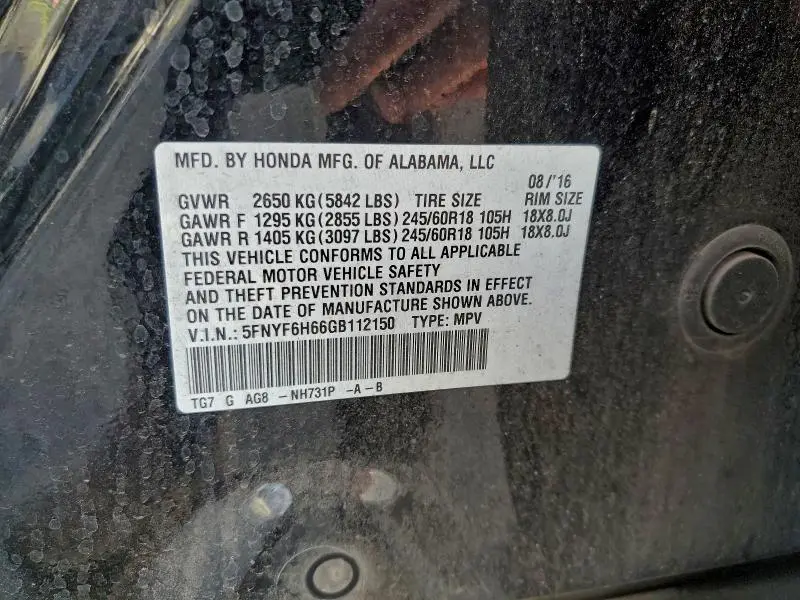 MFD. BY HONDA MFG. OF ALABAMA, LLC
08/'16
GVWR 2650 KG(5842 LBS) TIRE SIZE RIM SIZE
GAWR F 1295 KG(2855 LBS)245/60R18 105H 18X8.0J
GAWR R 1405 KG(3097 LBS)245/60R18 105H 18X8.0J
THIS VEHICLE CONFORMS TO ALL APPLICABLE
FEDERAL MOTOR VEHICLE SAFETY
AND THEFT PREVENTION STANDARDS IN EFFECT
ON THE DATE OF MANUFACTURE SHOWN ABOVE.
V.I.N.: 5FNYF6H66GB112150 TYPE: MPV
TG7 G AG8 -NH731P -A-B